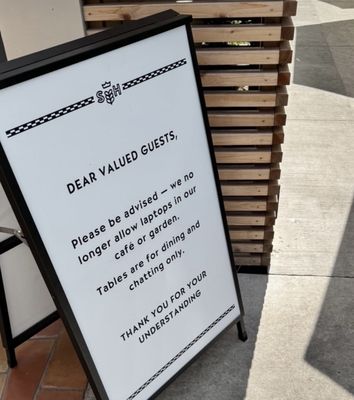 SH
DEAR VALUED GUESTS,
Please be advised — we no
longer allow laptops in our
café or garden.
Tables are for dining and
chatting only.
THANK YOU FOR YOUR
UNDERSTANDING